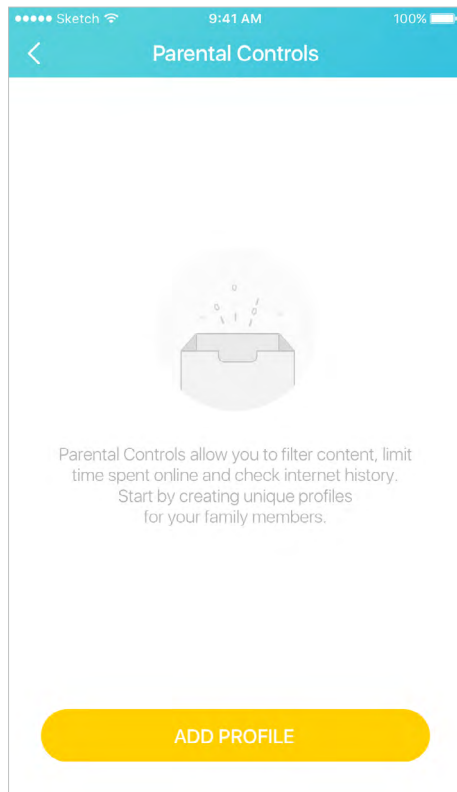 Sketch 9:41 AM 100%
Parental Controls
Parental Controls allow you to filter content, limit
time spent online and check internet history.
Start by creating unique profiles
for your family members.
ADD PROFILE